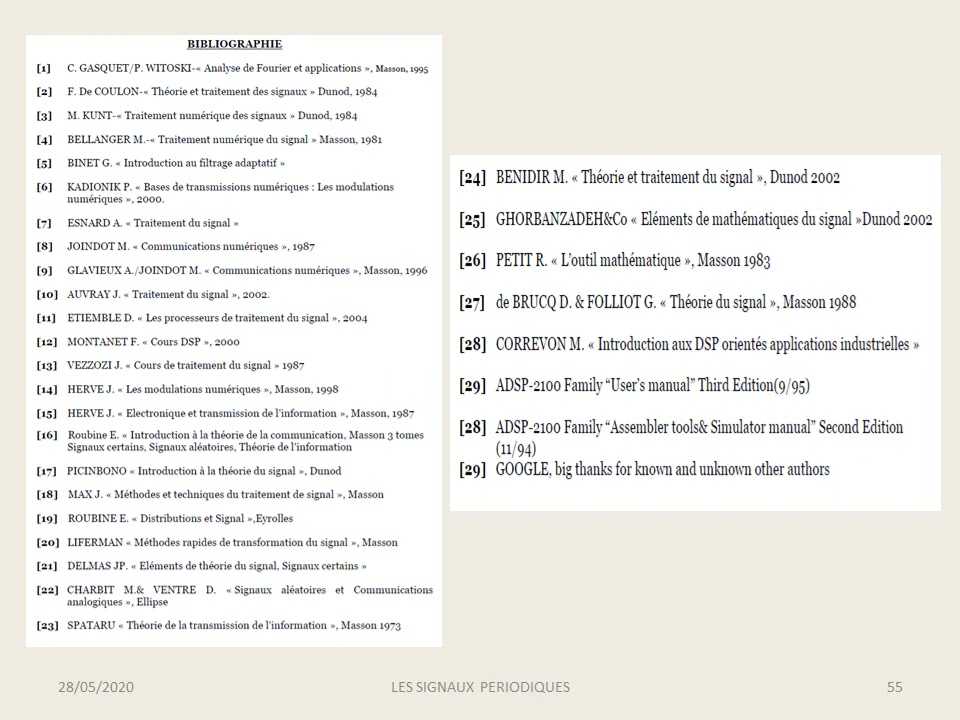 BIBLIOGRAPHIE
[1] C. GASQUET/P. WITOSKI-« Analyse de Fourier et applications », Masson, 1995
[2] F. De COULON-« Théorie et traitement des signaux » Dunod, 1984
[3] M. KUNT-« Traitement numérique des signaux » Dunod, 1984
[4] BELLANGER M.-« Traitement numérique du signal » Masson, 1981
[5] BINET G. « Introduction au filtrage adaptatif »
[6] KADIONIK P. « Bases de transmissions numériques : Les modulations
numériques », 2000.
[7] ESNARD A. « Traitement du signal »
[8] JOINDOT M. « Communications numériques », 1987
[9] GLAVIEUX A./JOINDOT M. « Communications numériques », Masson, 1996
[10] AUVRAY J. « Traitement du signal », 2002.
[11] ETIEMBLE D. « Les processeurs de traitement du signal », 2004
[12] MONTANET F. « Cours DSP », 2000
[13] VEZZOZI J. « Cours de traitement du signal » 1987
[14] HERVE J. « Les modulations numériques », Masson, 1998
[15] HERVE J. « Electronique et transmission de l'information », Masson, 1987
[16] Roubine E. « Introduction à la théorie de la communication, Masson 3 tomes
Signaux certains, Signaux aléatoires, Théorie de l'information
[17] PICINBONO « Introduction à la théorie du signal », Dunod
[18] MAX J. « Méthodes et techniques du traitement de signal », Masson
[19] ROUBINE E. « Distributions et Signal »,Eyrolles
[20] LIFERMAN « Méthodes rapides de transformation du signal », Masson
[21] DELMAS JP. « Eléments de théorie du signal, Signaux certains »
[22] CHARBIT M.& VENTRE D. « Signaux aléatoires et Communications
analogiques », Ellipse
[23] SPATARU « Théorie de la transmission de l'information », Masson 1973
[24] BENIDIR M. « Théorie et traitement du signal », Dunod 2002
[25] GHORBANZADEH&Co « Eléments de mathématiques du signal »Dunod 2002
[26] PETIT R. « L'outil mathématique », Masson 1983
[27] de BRUCQ D. & FOLLIOT G. « Théorie du signal », Masson 1988
[28] CORREVON M. « Introduction aux DSP orientés applications industrielles »
[29] ADSP-2100 Family “User's manual” Third Edition(9/95)
[28] ADSP-2100 Family “Assembler tools& Simulator manual” Second Edition
(11/94)
[29] GOOGLE, big thanks for known and unknown other authors
28/05/2020
LES SIGNAUX PERIODIQUES
55